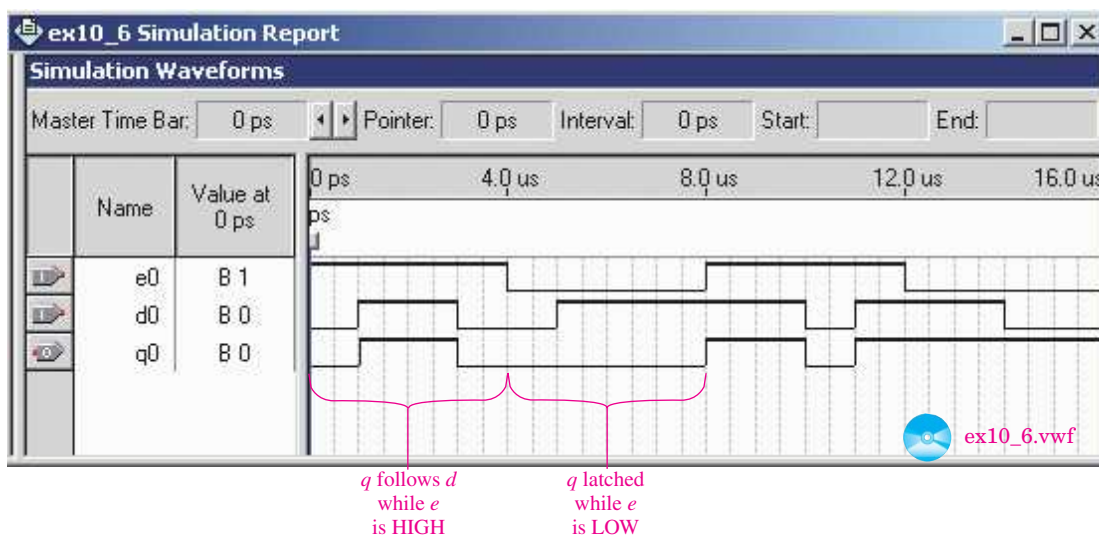 ex10_6 Simulation Report
Simulation Waveforms
Master Time Bar: 0 ps Pointer: 0 ps Interval: 0 ps Start: End:
Name Value at 0 ps
0 ps 4.0 us 8.0 us 12.0 us 16.0 us
ps
e0 B 1
d0 B 0
q0 B 0
ex10_6.vwf
q follows d
while e
is HIGH
q latched
while e
is LOW